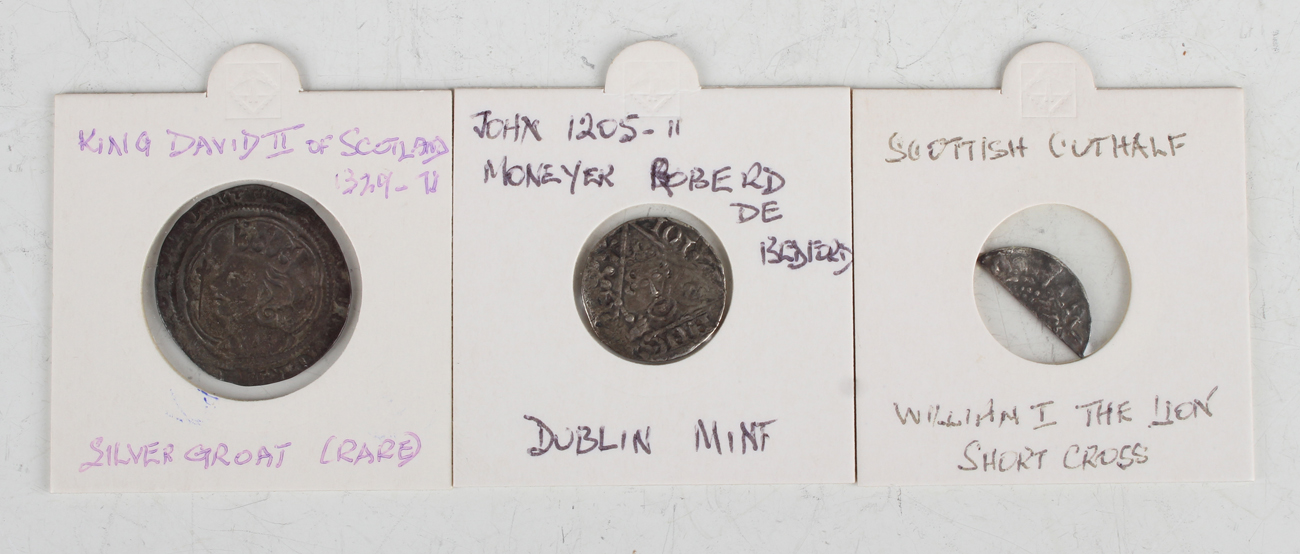 KING DAVID II OF SCOTLAND
1329-71
SILVER GROAT (RARE)
JOHN 1205-11
MONEYER ROBERD
DE
BEDFORD
DUBLIN MINT
SCOTTISH CUTHALF
WILLIAM I THE LION
SHORT CROSS